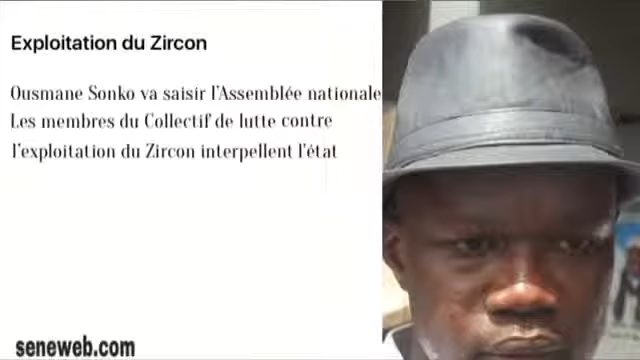 Exploitation du Zircon
Ousmane Sonko va saisir l'Assemblée nationale
Les membres du Collectif de lutte contre
l'exploitation du Zircon interpellent l'état
seneweb.com